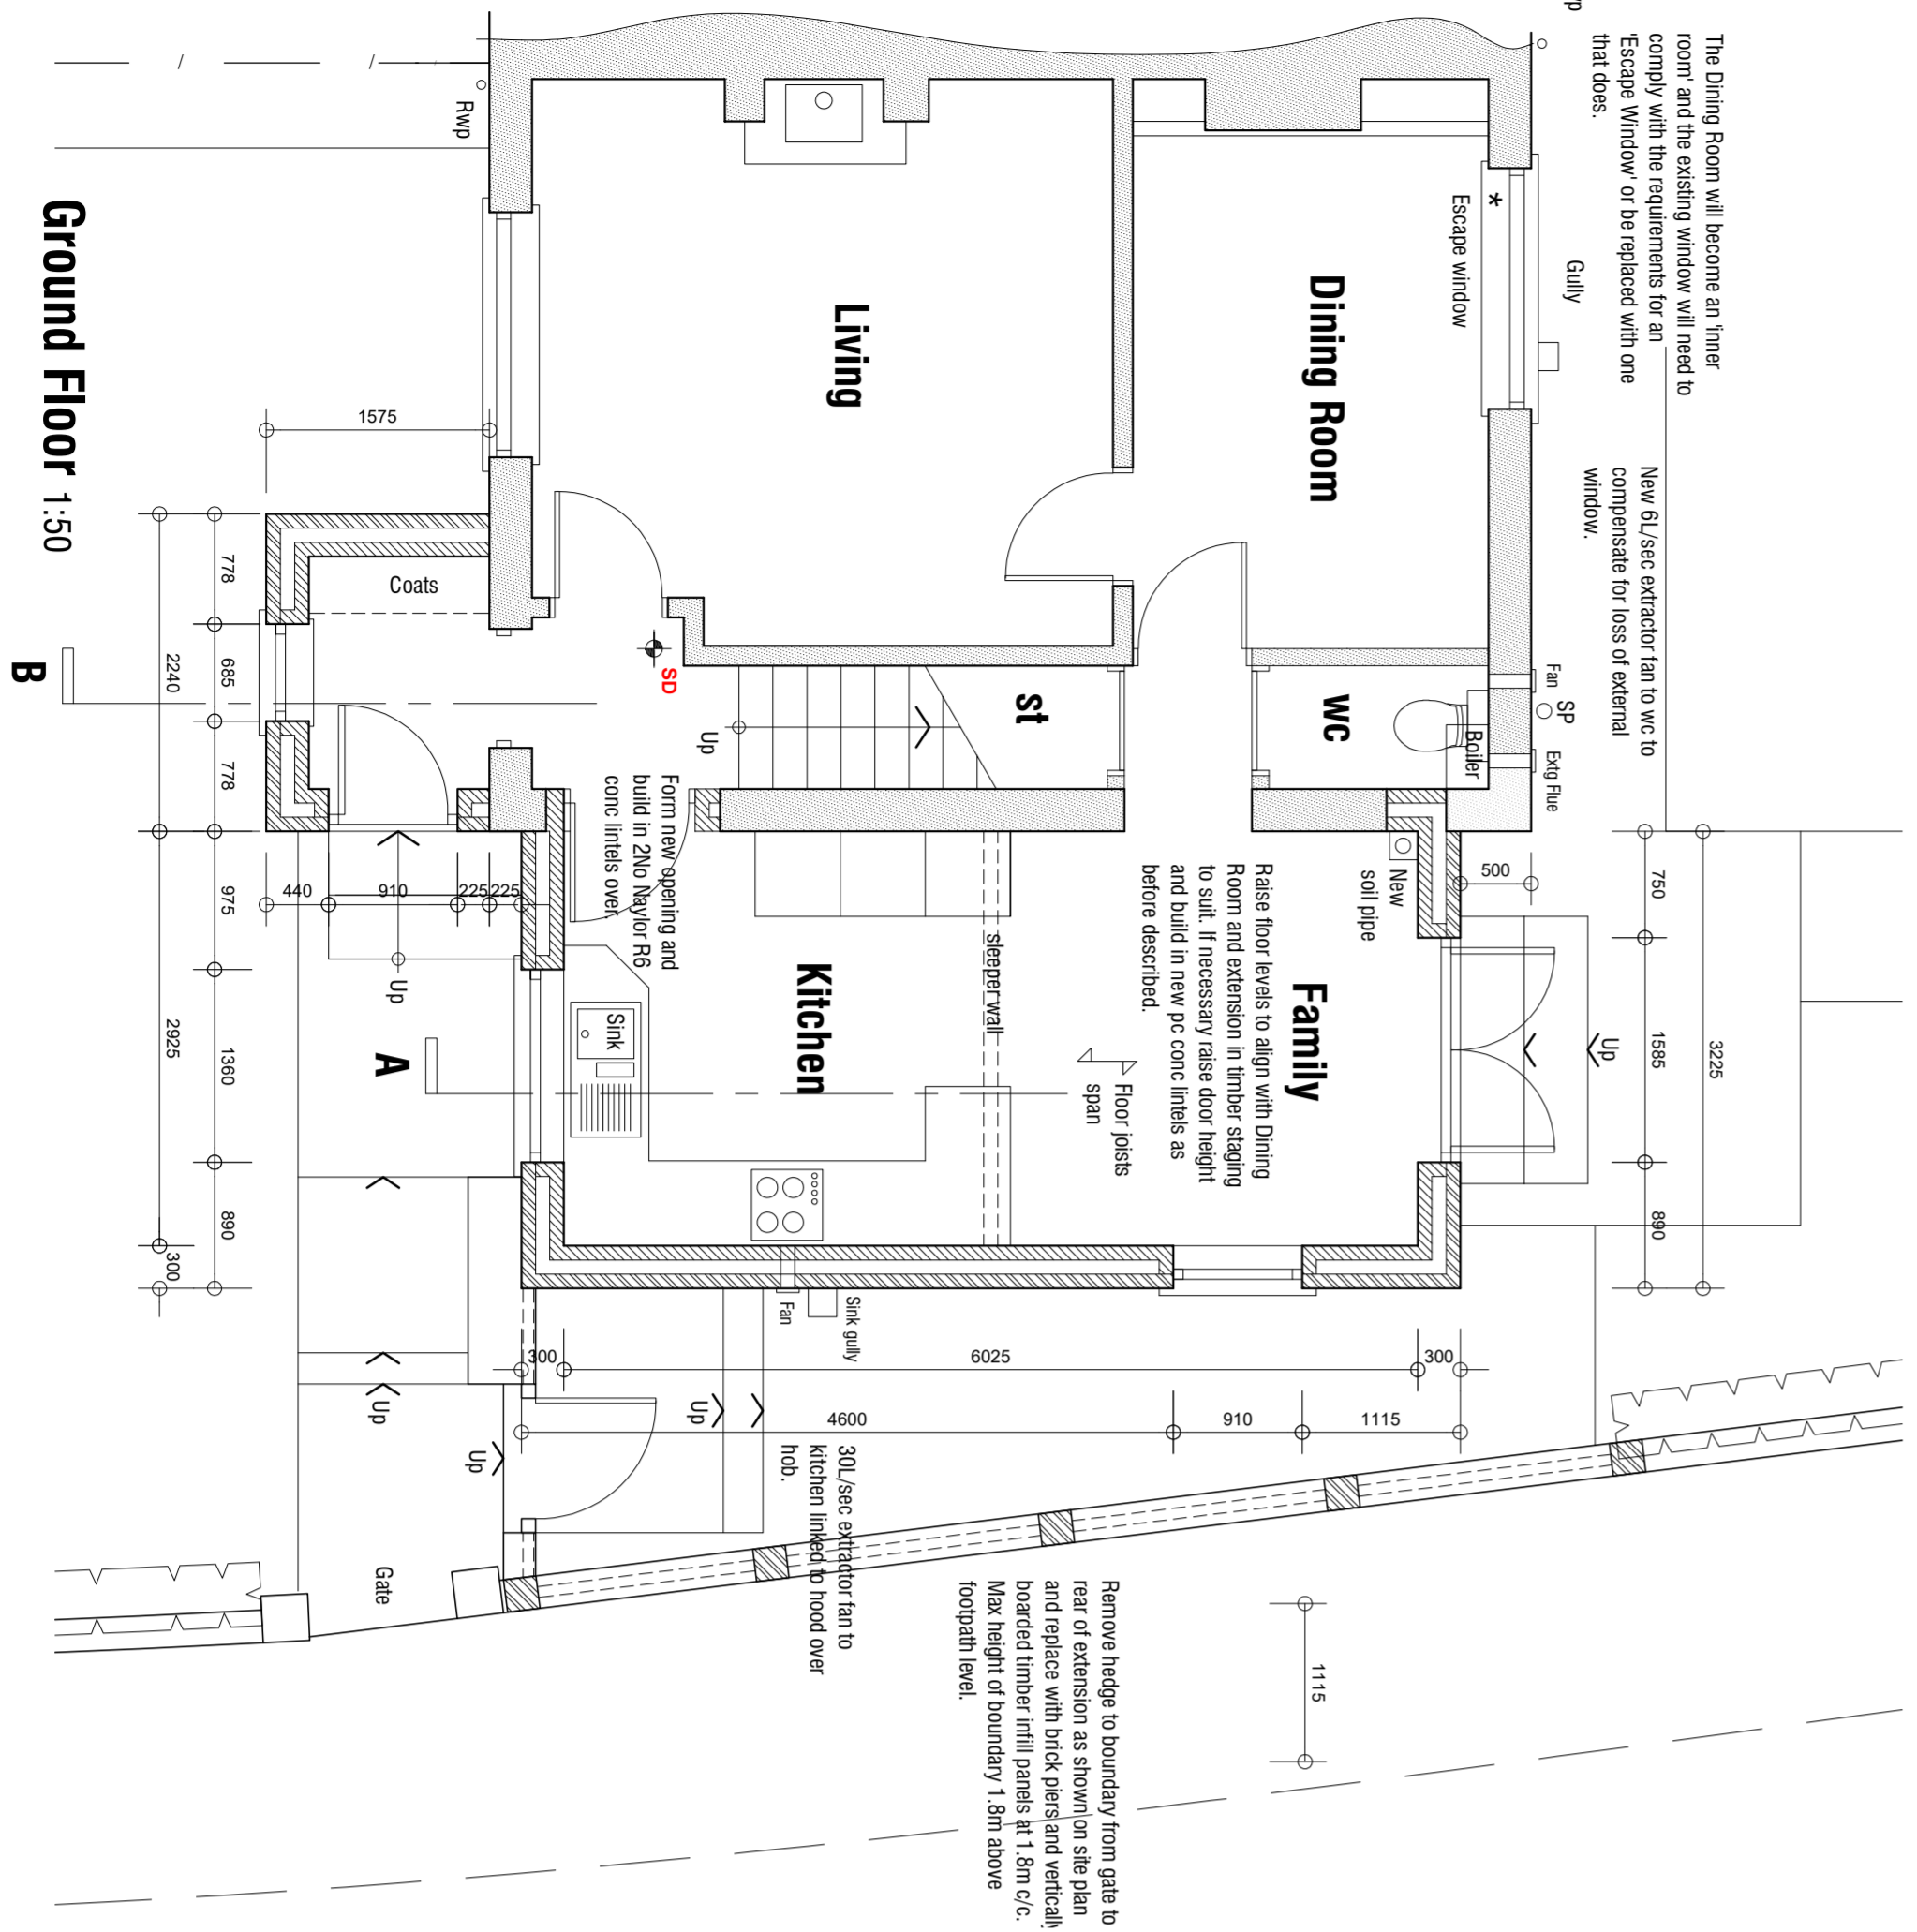 wp
The Dining Room will become an 'inner
room' and the existing window will need to
comply with the requirements for an
'Escape Window' or be replaced with one
that does.
Gully
New 6L/sec extractor fan to wc to
compensate for loss of external
window.
Escape window
*
Fan
SP
Extg Flue
Boiler
Dining Room
wc
500
750
1585
890
3225
Up
New
soil pipe
Family
Raise floor levels to align with Dining
Room and extension in timber staging
to suit. If necessary raise door height
and build in new pc conc lintels as
before described.
Floor joists
span
sleeper wall
Living
st
Up
SD
Form new opening and
build in 2No Naylor R6
conc lintels over.
Kitchen
Sink
Fan
Sink gully
300
6025
300
4600
910
1115
Up
30L/sec extractor fan to
kitchen linked to hood over
hob.
1115
Remove hedge to boundary from gate to
rear of extension as shown on site plan
and replace with brick piers and vertically
boarded timber infill panels at 1.8m c/c.
Max height of boundary 1.8m above
footpath level.
Rwp
1575
Coats
440
910
225
225
Up
A
Up
Up
Gate
778
685
778
975
1360
890
2240
2925
300
B
Ground Floor 1:50